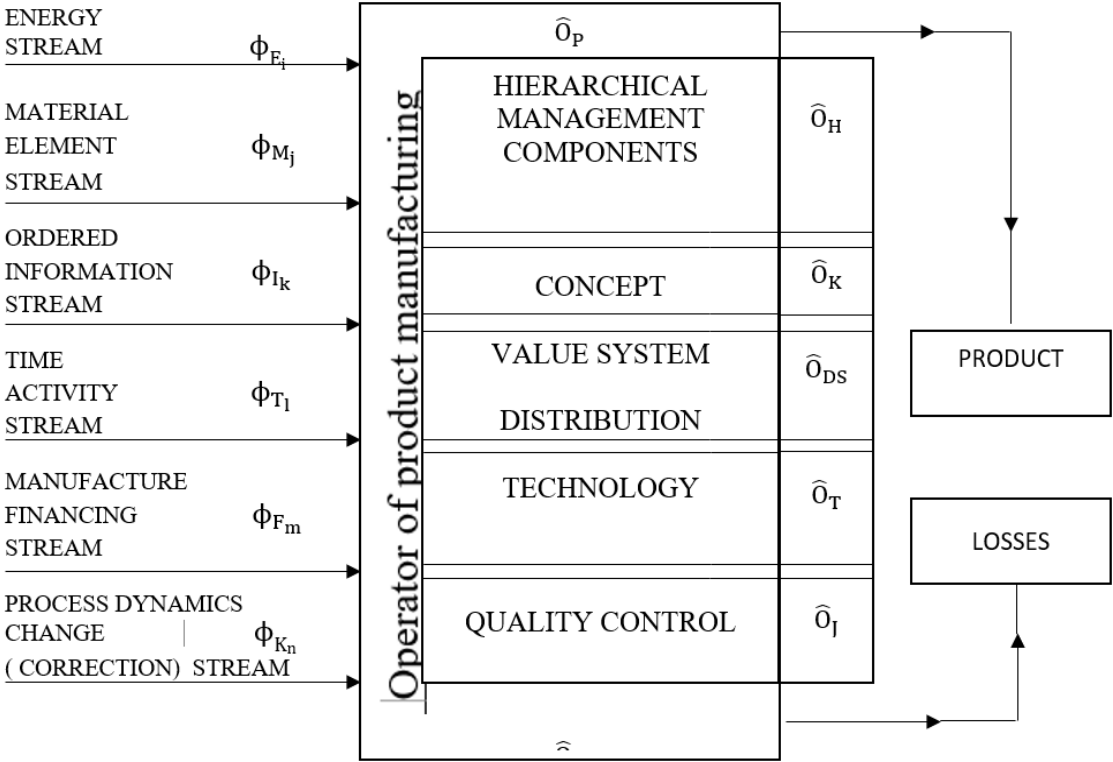 ENERGY
STREAM ϕ_{E_i}
MATERIAL
ELEMENT ϕ_{M_j}
STREAM
ORDERED
INFORMATION ϕ_{I_k}
STREAM
TIME
ACTIVITY ϕ_{T_l}
STREAM
MANUFACTURE
FINANCING ϕ_{F_m}
STREAM
PROCESS DYNAMICS
CHANGE ϕ_{K_n}
( CORRECTION) STREAM
Operator of product manufacturing
Ô_P
HIERARCHICAL
MANAGEMENT Ô_H
COMPONENTS
CONCEPT Ô_K
VALUE SYSTEM Ô_{DS}
DISTRIBUTION
TECHNOLOGY Ô_T
QUALITY CONTROL Ô_J
PRODUCT
LOSSES